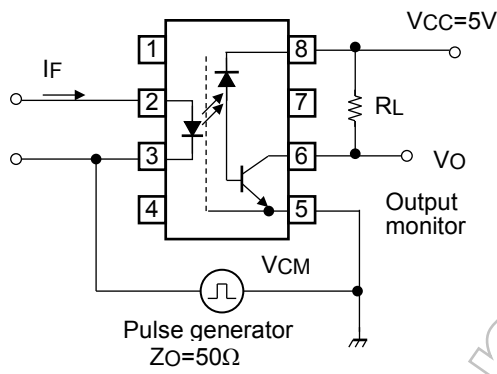 VCC=5V
IF
1
8
2
7
RL
3
6
VO
4
5
Output
monitor
VCM
Pulse generator
ZO=50Ω